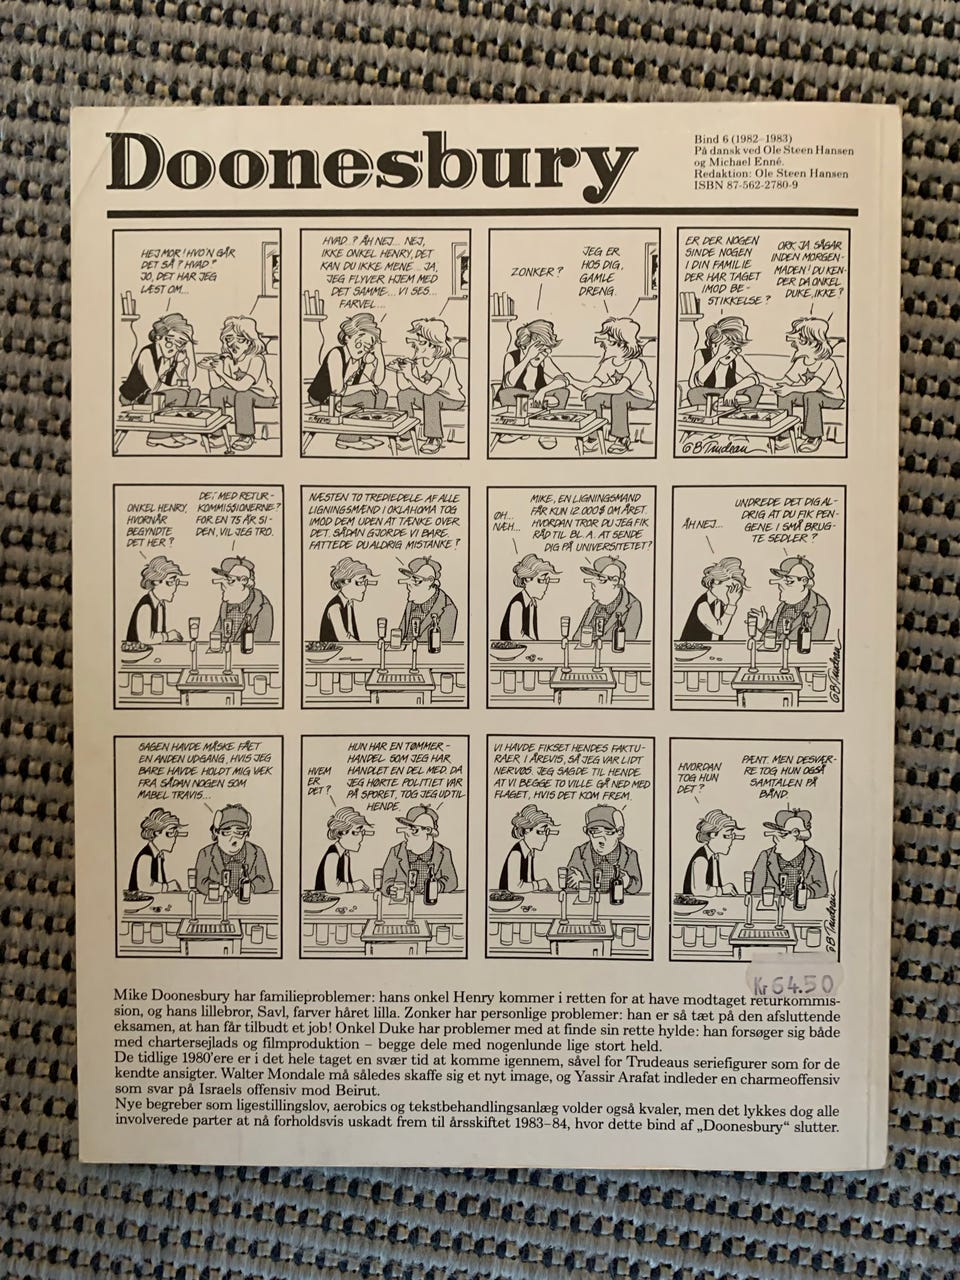 Doonesbury
Bind 6 (1982–1983)
På dansk ved Ole Steen Hansen
og Michael Enné.
Redaktion: Ole Steen Hansen
ISBN 87-562-2780-9
HEJ MOR! HVO'N GÅR
DET SÅ? HVAD?
JO, DET HAR JEG
LÆST OM...
HVAD? ÅH NEJ... NEJ,
IKKE ONKEL HENRY, DET
KAN DU IKKE MENE... JA,
JEG FLYVER HJEM MED
DET SAMME... VI SES...
FARVEL...
ZONKER?
JEG ER
HOS DIG,
GAMLE
DRENG.
ER DER NOGEN
SINDE NOGEN
I DIN FAMILIE
DER HAR TAGET
IMOD BE-
STIKKELSE?
ORK JA, SÅGAR
INDEN MORGEN-
MADEN! DU KEN-
DER DA ONKEL
DUKE, IKKE?
GB Trudeau
ONKEL HENRY,
HVORNÅR
BEGYNDTE
DET HER?
DE, MED RETUR-
KOMMISSIONERNE?
FOR EN 75 ÅR SI-
DEN, VIL JEG TRO.
NÆSTEN TO TREDIEDELE AF ALLE
LIGNINGSMÆND I OKLAHOMA TOG
IMOD DEM UDEN AT TÆNKE OVER
DET. SÅDAN GJORDE VI BARE.
FATTEDE DU ALDRIG MISTANKE?
ØH...
NÆH...
MIKE, EN LIGNINGSMAND
FÅR KUN 12.000$ OM ÅRET.
HVORDAN TROR DU JEG FIK
RÅD TIL BL.A. AT SENDE
DIG PÅ UNIVERSITETET?
ÅH NEJ...
UNDREDE DET DIG AL-
DRIG AT DU FIK PEN-
GENE I SMÅ BRUG-
TE SEDLER?
GB Trudeau
SAGEN HAVDE MÅSKE FÅET
EN ANDEN UDGANG, HVIS JEG
BARE HAVDE HOLDT MIG VÆK
FRA SÅDAN NOGEN SOM
MABEL TRAVIS...
HVEM
ER
DET?
HUN HAR EN TØMMER-
HANDEL SOM JEG HAR
HANDLET EN DEL MED. DA
JEG HØRTE POLITIET VAR
PÅ SPORET, TOG JEG UD TIL
HENDE.
VI HAVDE FIKSET HENDES FAKTU-
RAER I ÅREVIS, SÅ JEG VAR LIDT
NERVØS. JEG SAGDE TIL HENDE
AT VI BEGGE TO VILLE GÅ NED MED
FLAGET, HVIS DET KOM FREM.
HVORDAN
TOG HUN
DET?
PÆNT. MEN DESVÆR-
RE TOG HUN OGSÅ
SAMTALEN PÅ
BÅND.
GB Trudeau
Kr 64.50
Mike Doonesbury har familieproblemer: hans onkel Henry kommer i retten for at have modtaget returkommis-
sion, og hans lillebror, Savl, farver håret lilla. Zonker har personlige problemer: han er så tæt på den afsluttende
eksamen, at han får tilbudt et job! Onkel Duke har problemer med at finde sin rette hylde: han forsøger sig både
med chartersejlads og filmproduktion – begge dele med nogenlunde lige stort held.
De tidlige 1980'ere er i det hele taget en svær tid at komme igennem, såvel for Trudeaus seriefigurer som for de
kendte ansigter. Walter Mondale må således skaffe sig et nyt image, og Yassir Arafat indleder en charmeoffensiv
som svar på Israels offensiv mod Beirut.
Nye begreber som ligestillingslov, aerobics og tekstbehandlingsanlæg volder også kvaler, men det lykkes dog alle
involverede parter at nå forholdsvis uskadt frem til årsskiftet 1983–84, hvor dette bind af „Doonesbury“ slutter.